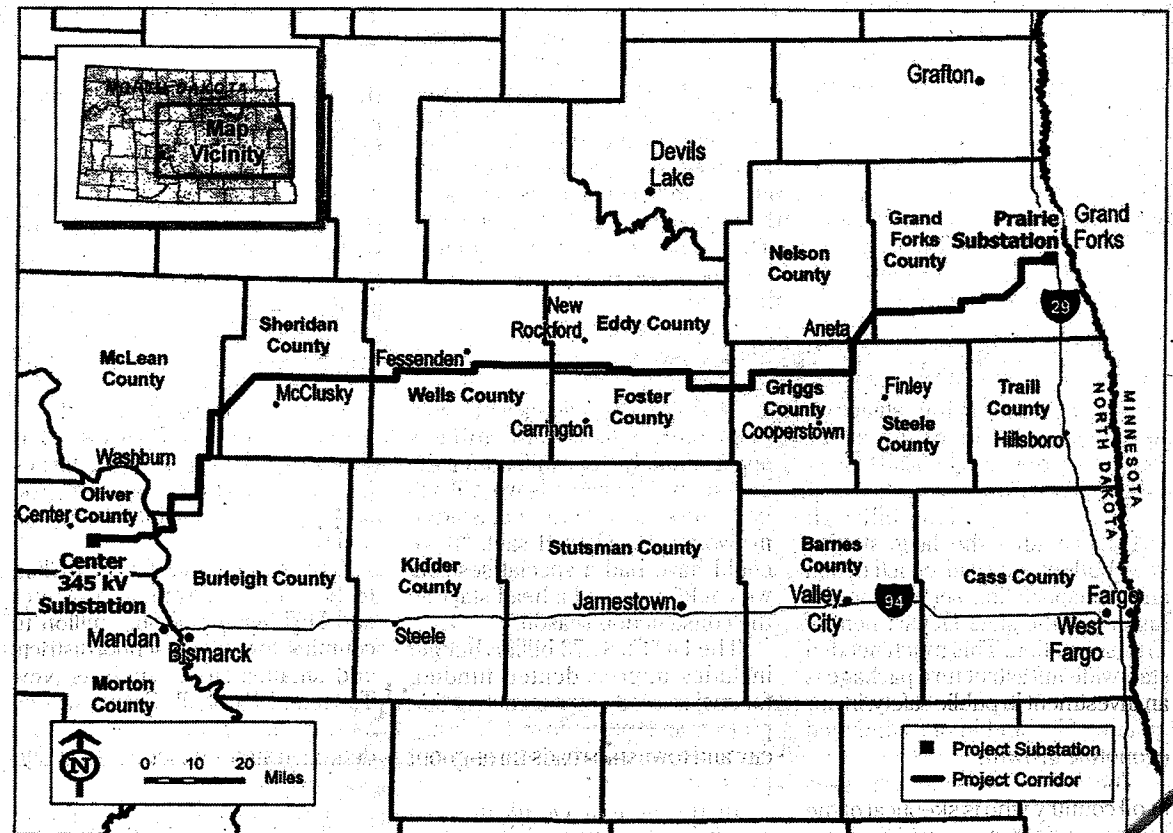 NORTH DAKOTA
Map
Vicinity
Grafton
Devils
Lake
Grand
Forks
County
Prairie
Substation
Grand
Forks
Nelson
County
29
New
Rockford
Eddy County
Aneta
Sheridan
County
McLean
County
Fessenden
McClusky
Wells County
Foster
County
Griggs
County
Cooperstown
Finley
Steele
County
Traill
County
Hillsboro
NORTH DAKOTA
MINNESOTA
Carrington
Washburn
Oliver
County
Center
Center
345 kV
Substation
Burleigh County
Kidder
County
Stutsman County
Barnes
County
Cass County
Jamestown
Valley
City
94
Fargo
West
Fargo
Mandan
Bismarck
Steele
Morton
County
N
0 10 20
Miles
Project Substation
Project Corridor